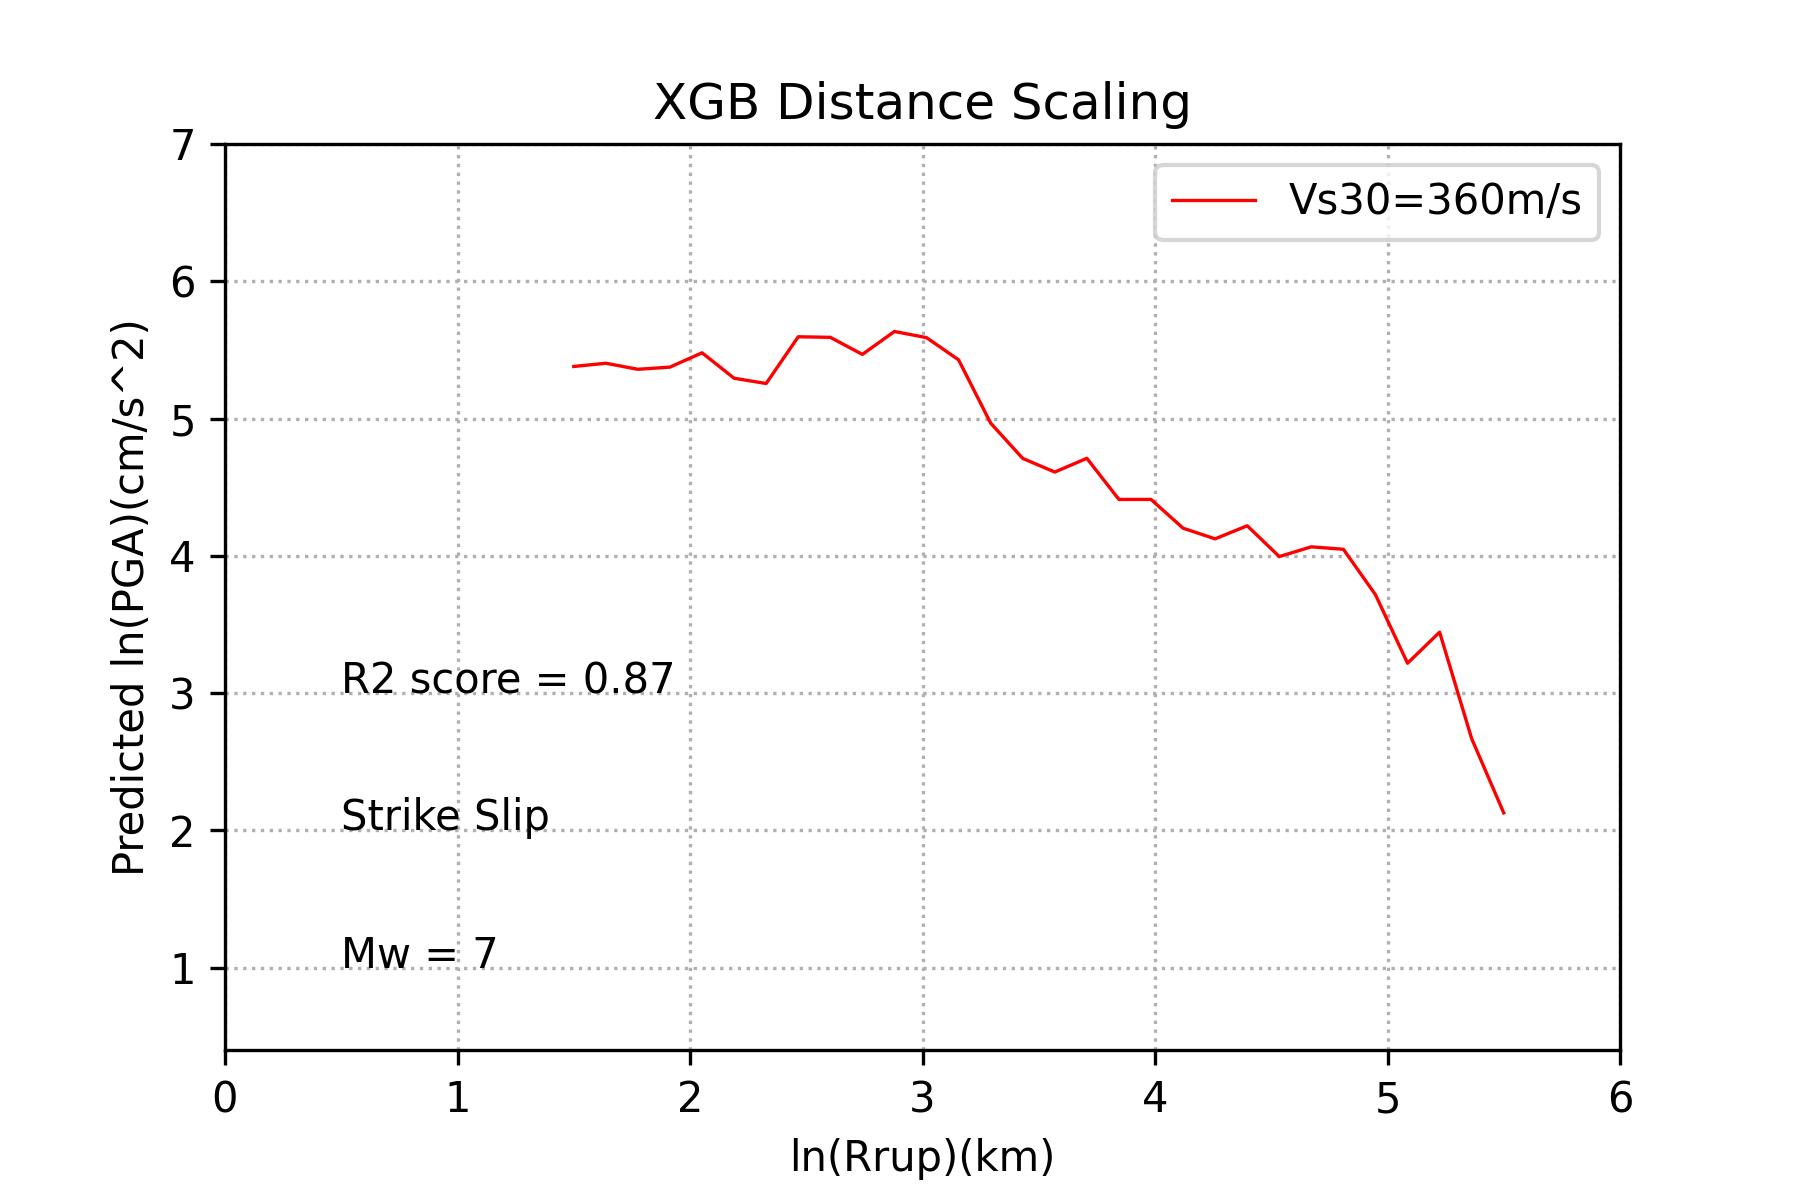 XGB Distance Scaling
7
6
5
4
3
2
1
Predicted ln(PGA)(cm/s^2)
Vs30=360m/s
R2 score = 0.87
Strike Slip
Mw = 7
0 1 2 3 4 5 6
ln(Rrup)(km)